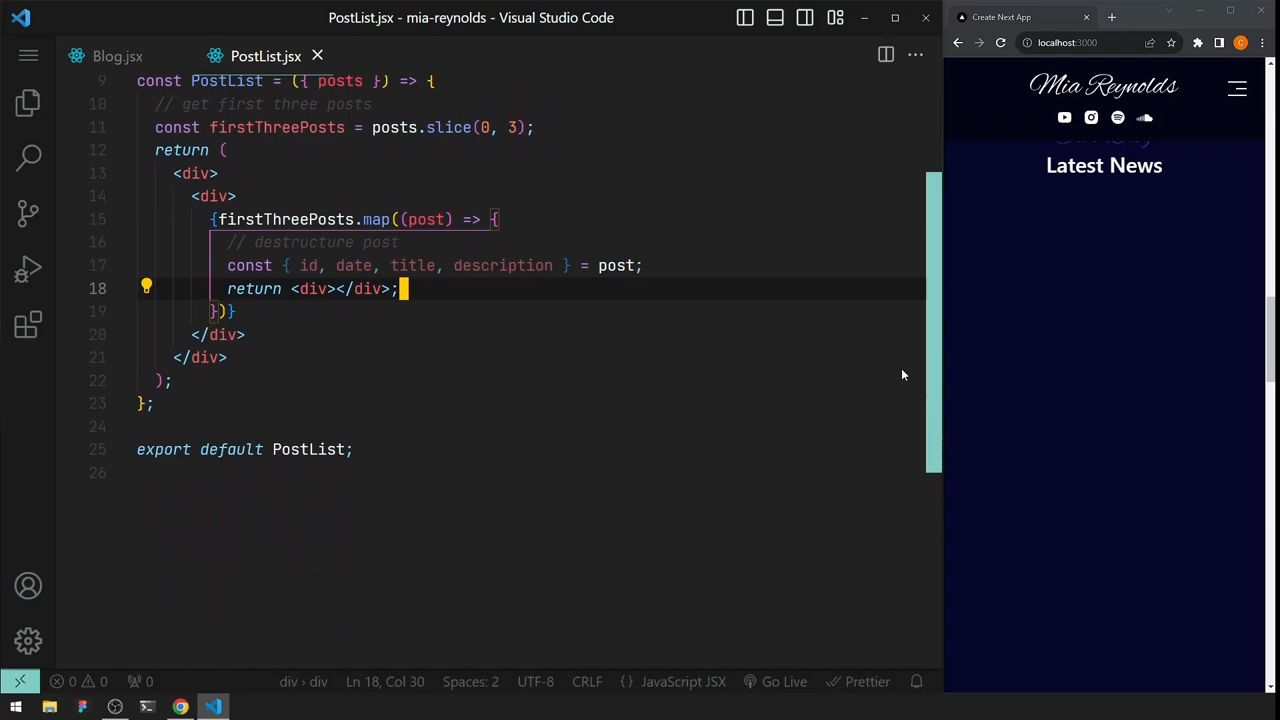 PostList.jsx - mia-reynolds - Visual Studio Code
Blog.jsx
PostList.jsx
9 const PostList = ({ posts }) => {
10 // get first three posts
11 const firstThreePosts = posts.slice(0, 3);
12 return (
13 <div>
14 <div>
15 {firstThreePosts.map((post) => {
16 // destructure post
17 const { id, date, title, description } = post;
18 return <div></div>;
19 })}
20 </div>
21 </div>
22 );
23 };
24
25 export default PostList;
26
0 0 0
div › div
Ln 18, Col 30
Spaces: 2
UTF-8
CRLF
{} JavaScript JSX
Go Live
Prettier
Create Next App
localhost:3000
C
Mia Reynolds
Latest News